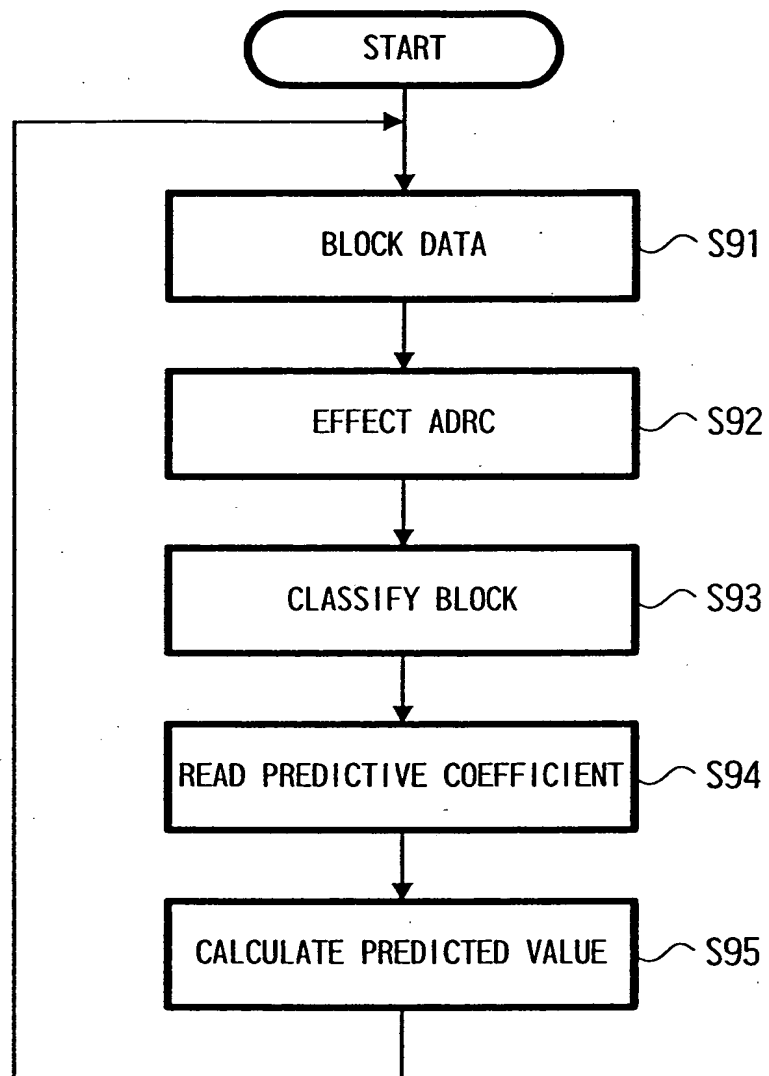 START
BLOCK DATA
S91
EFFECT ADRC
S92
CLASSIFY BLOCK
S93
READ PREDICTIVE COEFFICIENT
S94
CALCULATE PREDICTED VALUE
S95